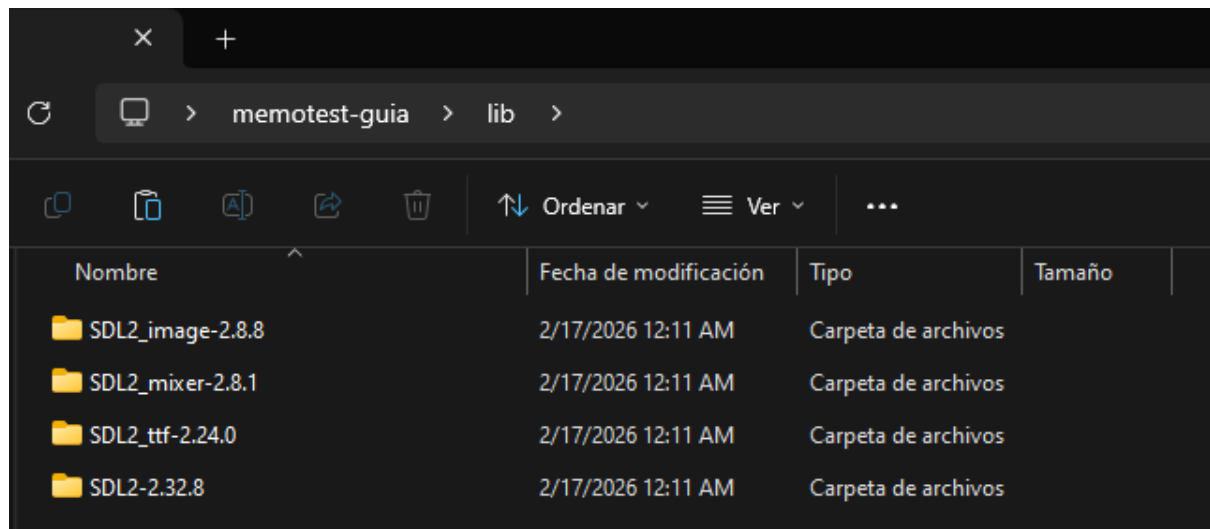 memotest-guia > lib >
Ordenar Ver
Nombre Fecha de modificación Tipo Tamaño
SDL2_image-2.8.8 2/17/2026 12:11 AM Carpeta de archivos
SDL2_mixer-2.8.1 2/17/2026 12:11 AM Carpeta de archivos
SDL2_ttf-2.24.0 2/17/2026 12:11 AM Carpeta de archivos
SDL2-2.32.8 2/17/2026 12:11 AM Carpeta de archivos